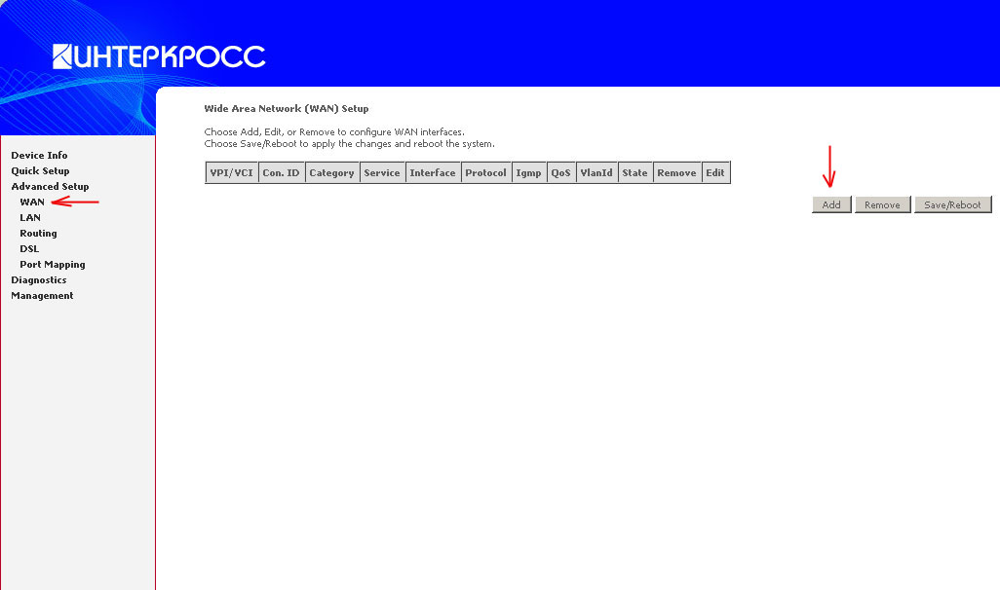 ИНТЕРКРОСС
Wide Area Network (WAN) Setup
Choose Add, Edit, or Remove to configure WAN interfaces.
Choose Save/Reboot to apply the changes and reboot the system.
VPI/VCI Con. ID Category Service Interface Protocol Igmp QoS VlanId State Remove Edit
Add Remove Save/Reboot
Device Info
Quick Setup
Advanced Setup
WAN
LAN
Routing
DSL
Port Mapping
Diagnostics
Management